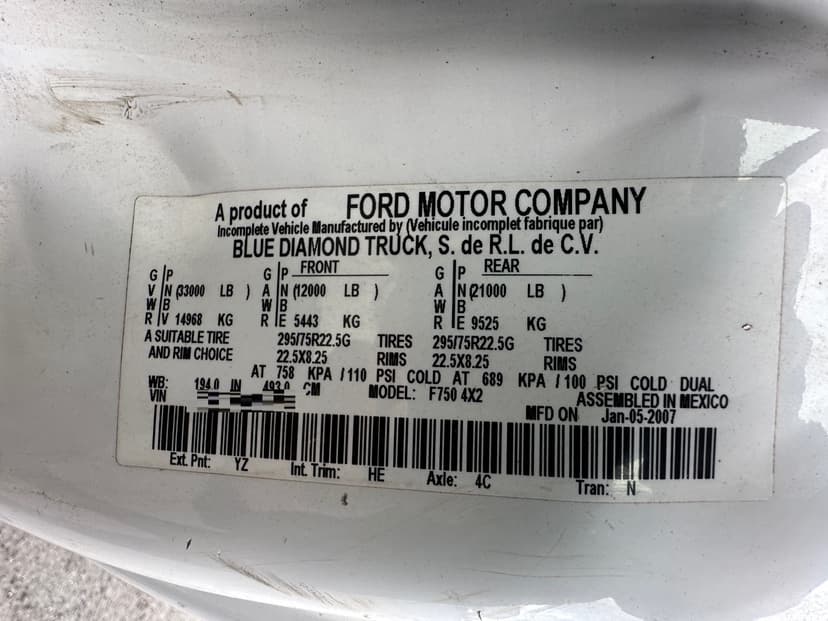 A product of FORD MOTOR COMPANY
Incomplete Vehicle Manufactured by (Vehicule incomplet fabrique par)
BLUE DIAMOND TRUCK, S. de R.L. de C.V.
G P FRONT G P REAR G P
V N (33000 LB ) A N (12000 LB ) A N (21000 LB )
W B W B W B
R V 14968 KG R E 5443 KG R E 9525 KG
A SUITABLE TIRE 295/75R22.5G TIRES 295/75R22.5G TIRES
AND RIM CHOICE 22.5X8.25 RIMS 22.5X8.25 RIMS
AT 758 KPA/110 PSI COLD AT 689 KPA/100 PSI COLD DUAL
WB: 194.0 IN 493.0 CM MODEL: F750 4X2 ASSEMBLED IN MEXICO
VIN MFD ON Jan-05-2007
Ext. Pnt: YZ Int. Trim: HE Axle: 4C Tran: N